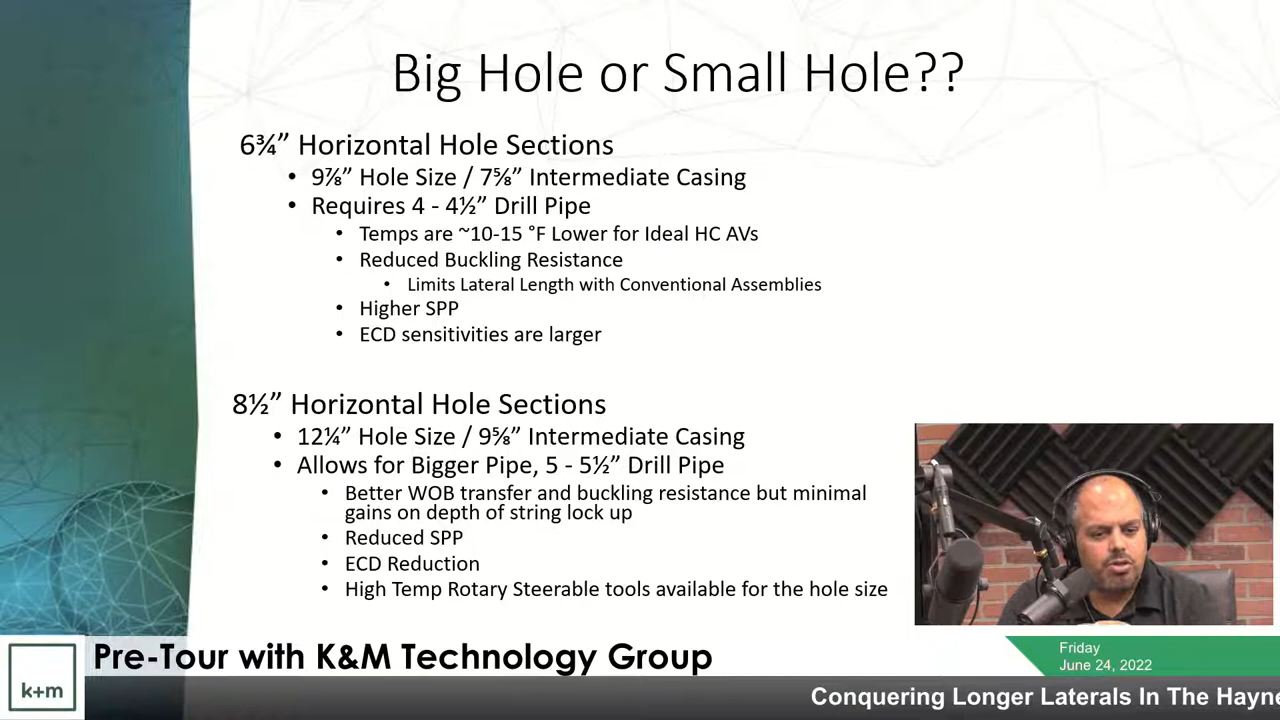 Big Hole or Small Hole??
6¾” Horizontal Hole Sections
• 9⅞” Hole Size / 7⅝” Intermediate Casing
• Requires 4 - 4½” Drill Pipe
• Temps are ~10-15 °F Lower for Ideal HC AVs
• Reduced Buckling Resistance
• Limits Lateral Length with Conventional Assemblies
• Higher SPP
• ECD sensitivities are larger
8½” Horizontal Hole Sections
• 12¼” Hole Size / 9⅝” Intermediate Casing
• Allows for Bigger Pipe, 5 - 5½” Drill Pipe
• Better WOB transfer and buckling resistance but minimal
gains on depth of string lock up
• Reduced SPP
• ECD Reduction
• High Temp Rotary Steerable tools available for the hole size
k+m
Pre-Tour with K&M Technology Group
Friday
June 24, 2022
Conquering Longer Laterals In The Hayne